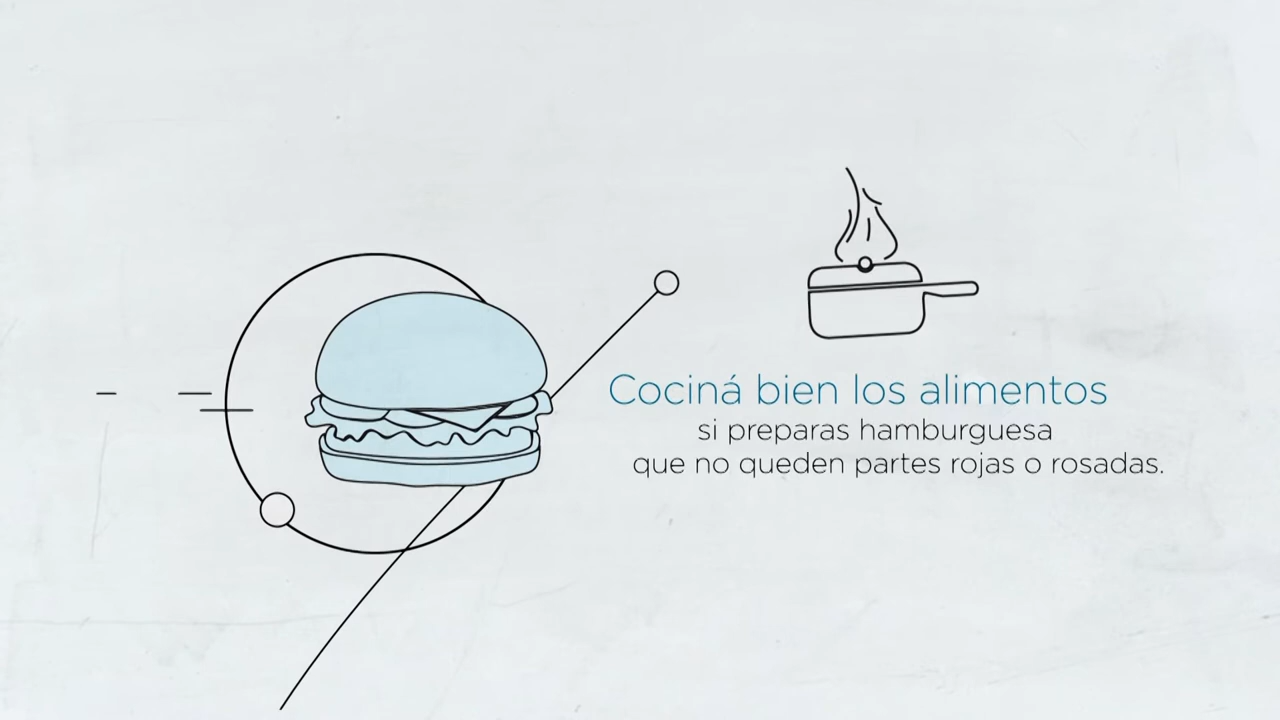 Cociná bien los alimentos
si preparas hamburguesa
que no queden partes rojas o rosadas.